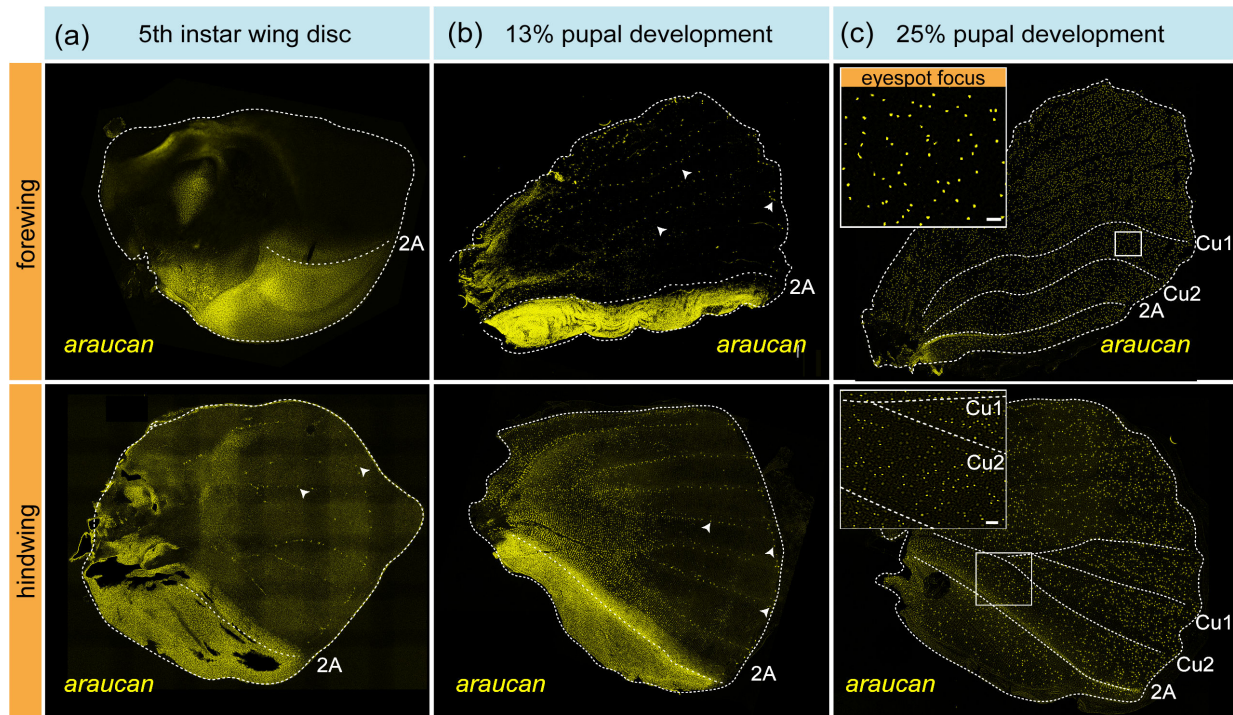 (a) 5th instar wing disc
(b) 13% pupal development
(c) 25% pupal development
forewing
2A
araucan
2A
araucan
eyespot focus
Cu1
Cu2
2A
araucan
hindwing
2A
araucan
2A
araucan
Cu1
Cu2
Cu1
Cu2
2A
araucan